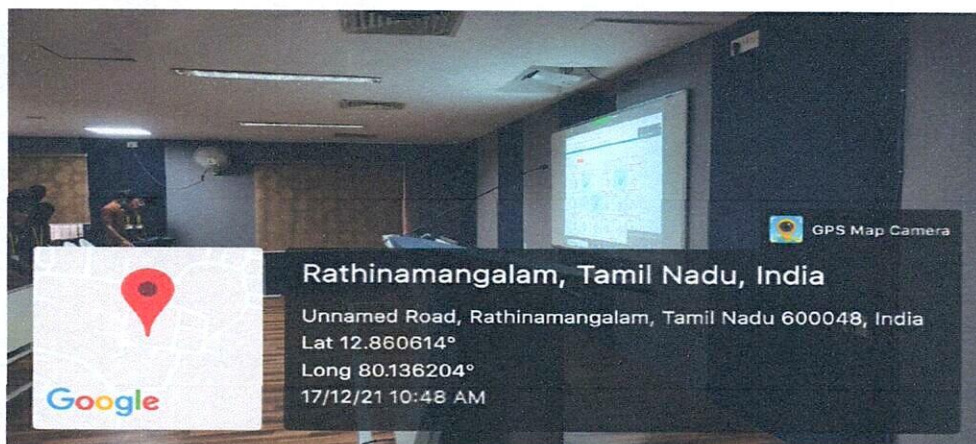 GPS Map Camera
Rathinamangalam, Tamil Nadu, India
Unnamed Road, Rathinamangalam, Tamil Nadu 600048, India
Lat 12.860614°
Long 80.136204°
17/12/21 10:48 AM
Google